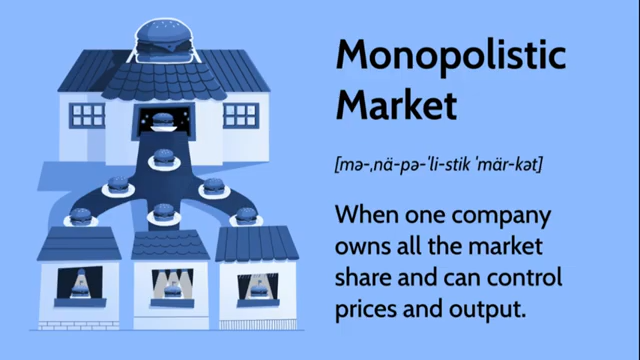 Monopolistic
Market
[mə-ˌnä-pə-ˈli-stik ˈmär-kət]
When one company
owns all the market
share and can control
prices and output.